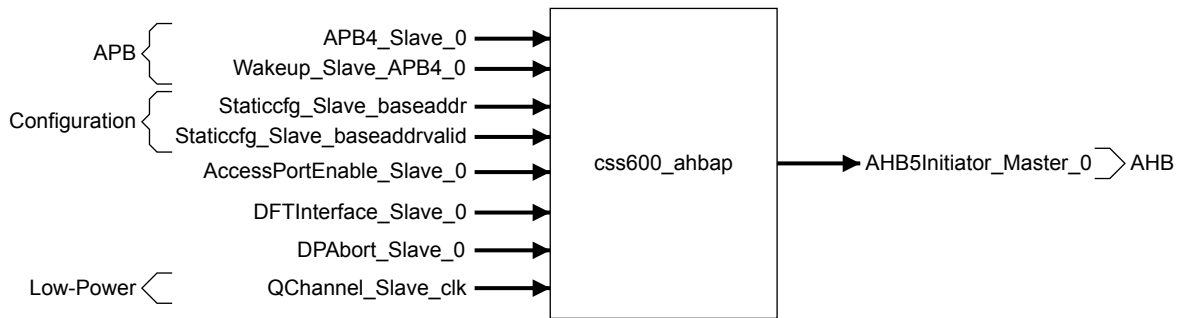 APB
APB4_Slave_0
Wakeup_Slave_APB4_0
Configuration
Staticcfg_Slave_baseaddr
Staticcfg_Slave_baseaddrvalid
AccessPortEnable_Slave_0
DFTInterface_Slave_0
DPAbort_Slave_0
Low-Power
QChannel_Slave_clk
css600_ahbap
AHB5Initiator_Master_0
AHB